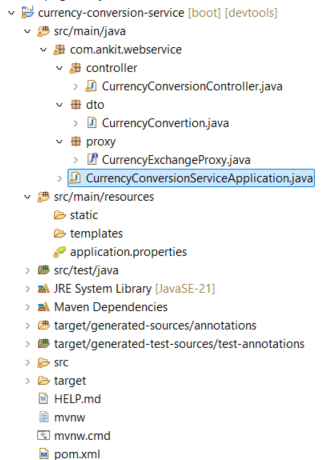 currency-conversion-service [boot] [devtools]
src/main/java
com.ankit.webservice
controller
CurrencyConversionController.java
dto
CurrencyConvertion.java
proxy
CurrencyExchangeProxy.java
CurrencyConversionServiceApplication.java
src/main/resources
static
templates
application.properties
src/test/java
JRE System Library [JavaSE-21]
Maven Dependencies
target/generated-sources/annotations
target/generated-test-sources/test-annotations
src
target
HELP.md
mvnw
mvnw.cmd
pom.xml